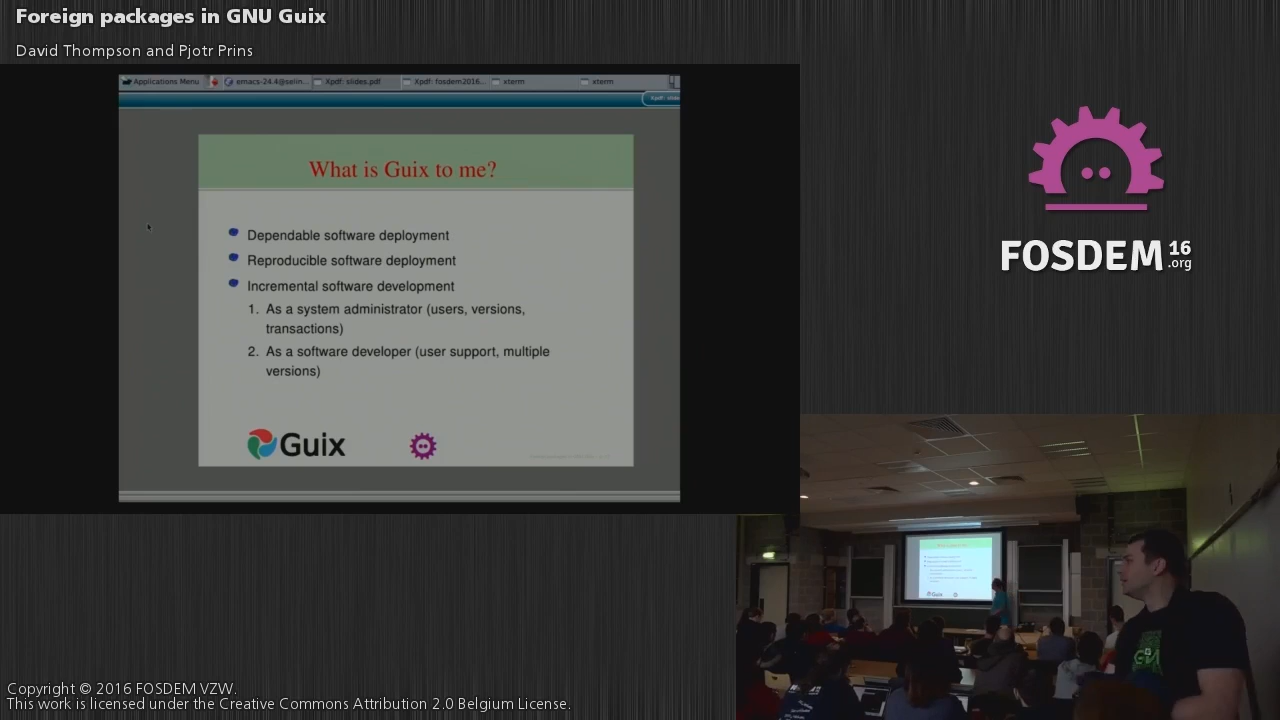 Foreign packages in GNU Guix
David Thompson and Pjotr Prins
Applications Menu emacs-24.4@selin... Xpdf: slides.pdf Xpdf: fosdem2016... xterm xterm
What is Guix to me?
Dependable software deployment
Reproducible software deployment
Incremental software development
1. As a system administrator (users, versions,
transactions)
2. As a software developer (user support, multiple
versions)
Guix
FOSDEM 16
.org
Guix
Copyright © 2016 FOSDEM VZW.
This work is licensed under the Creative Commons Attribution 2.0 Belgium License.